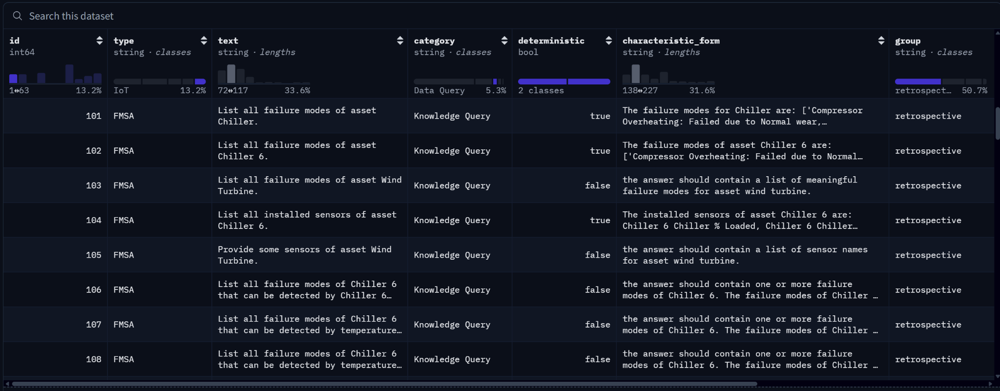 Search this dataset
id type text category deterministic characteristic_form group
int64 string · classes string · lengths string · classes bool string · lengths string · classes
1↔63 13.2% IoT 13.2% 72↔117 33.6% Data Query 5.3% 2 classes 138↔227 31.6% retrospect… 50.7%
101 FMSA List all failure modes of asset Knowledge Query true The failure modes for Chiller are: ['Compressor retrospective
Chiller. Overheating: Failed due to Normal wear,…
102 FMSA List all failure modes of asset Knowledge Query true The failure modes of asset Chiller 6 are: retrospective
Chiller 6. ['Compressor Overheating: Failed due to Normal…
103 FMSA List all failure modes of asset Wind Knowledge Query false the answer should contain a list of meaningful retrospective
Turbine. failure modes for asset wind turbine.
104 FMSA List all installed sensors of asset Knowledge Query true The installed sensors of asset Chiller 6 are: retrospective
Chiller 6. Chiller 6 Chiller % Loaded, Chiller 6 Chiller…
105 FMSA Provide some sensors of asset Wind Knowledge Query false the answer should contain a list of sensor names retrospective
Turbine. for asset wind turbine.
106 FMSA List all failure modes of Chiller 6 Knowledge Query false the answer should contain one or more failure retrospective
that can be detected by Chiller 6… modes of Chiller 6. The failure modes of Chiller …
107 FMSA List all failure modes of Chiller 6 Knowledge Query false the answer should contain one or more failure retrospective
that can be detected by temperature… modes of Chiller 6. The failure modes of Chiller …
108 FMSA List all failure modes of Chiller 6 Knowledge Query false the answer should contain one or more failure retrospective
that can be detected by temperature… modes of Chiller 6. The failure modes of Chiller …